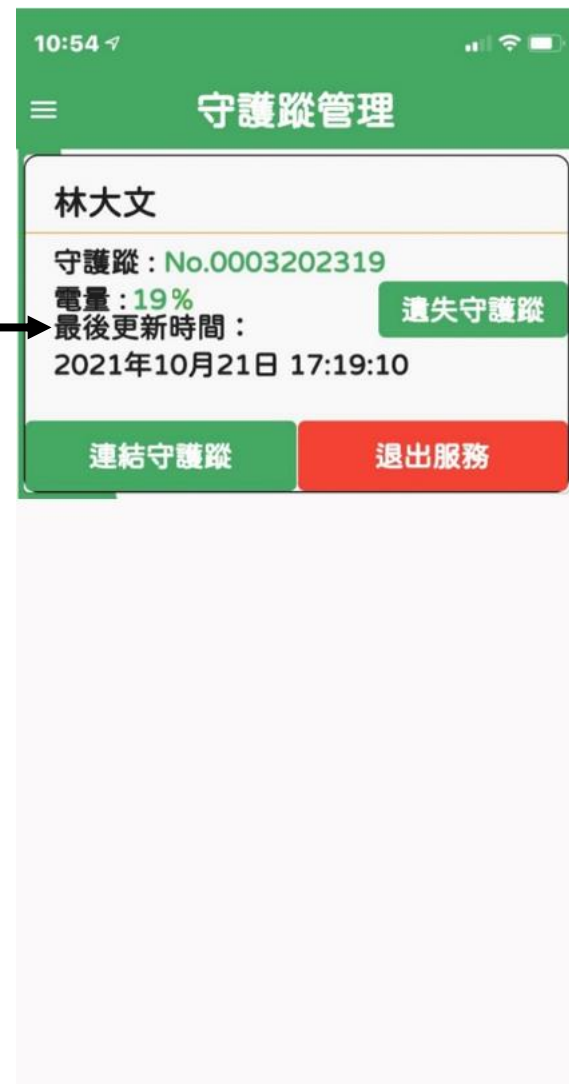 10:54
守護蹤管理
林大文
守護蹤：No.0003202319
電量：19%
遺失守護蹤
最後更新時間：
2021年10月21日 17:19:10
連結守護蹤
退出服務